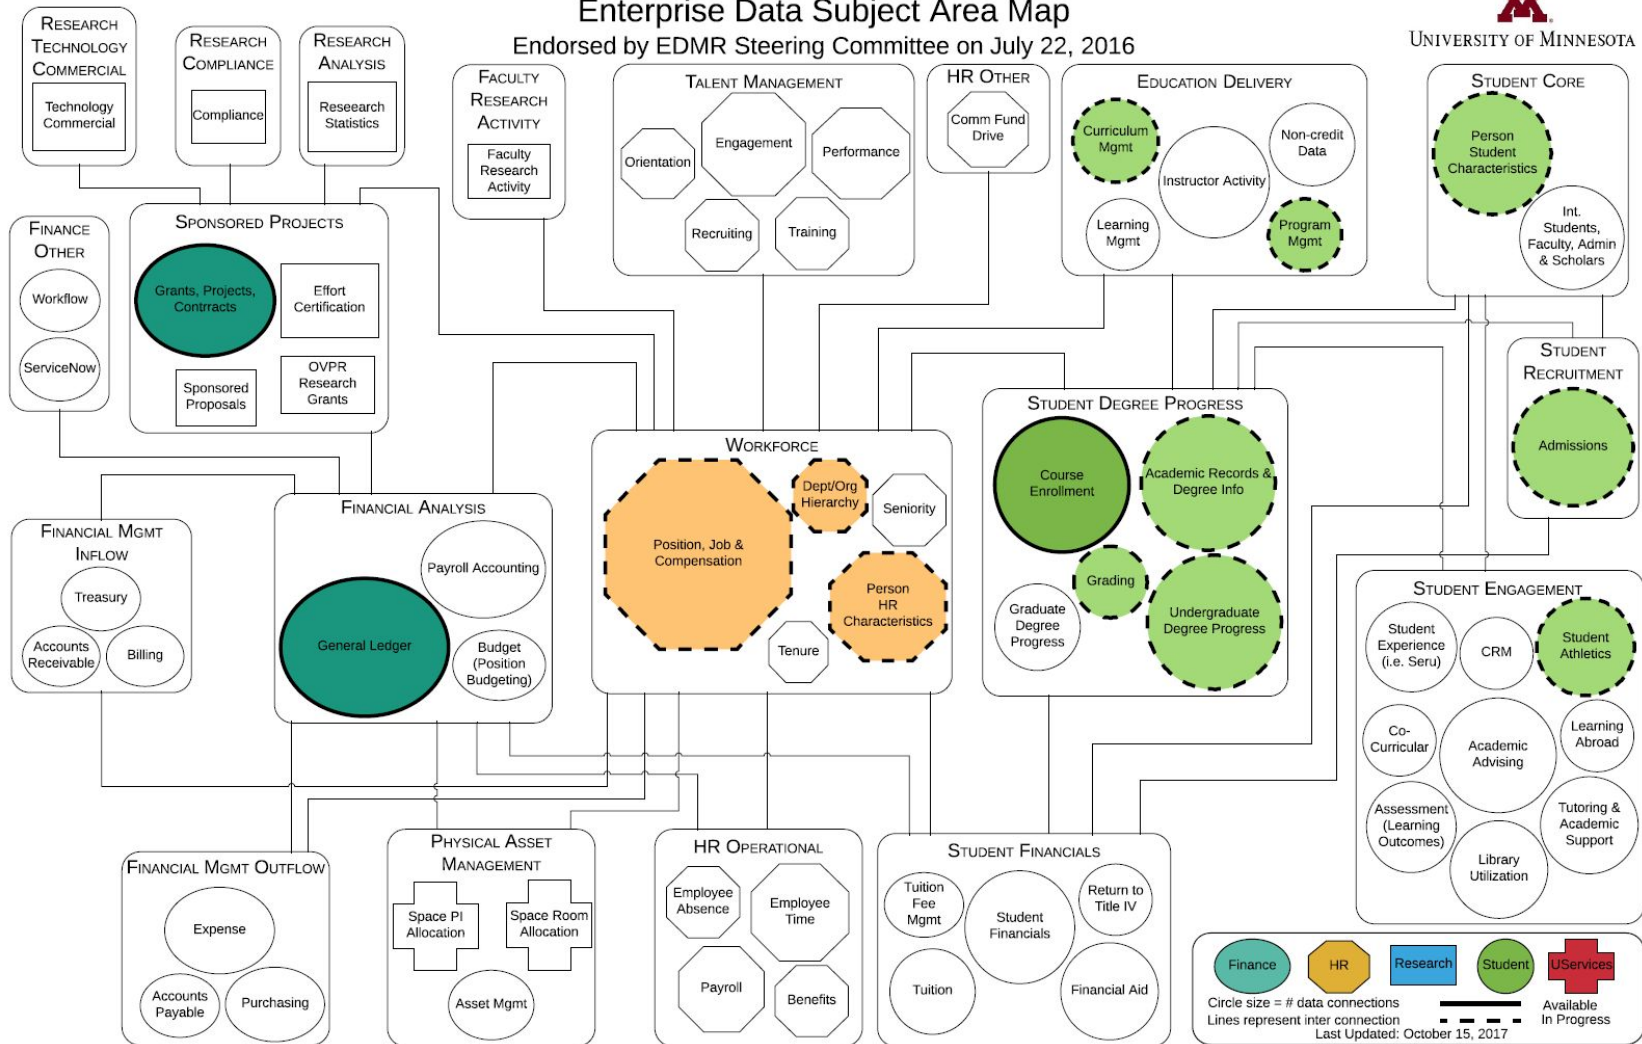 Enterprise Data Subject Area Map
Endorsed by EDMR Steering Committee on July 22, 2016
M
UNIVERSITY OF MINNESOTA
RESEARCH
TECHNOLOGY
COMMERCIAL
Technology
Commercial
RESEARCH
COMPLIANCE
Compliance
RESEARCH
ANALYSIS
Reseearch
Statistics
FACULTY
RESEARCH
ACTIVITY
Faculty
Research
Activity
TALENT MANAGEMENT
Orientation
Engagement
Performance
Recruiting
Training
HR OTHER
Comm Fund
Drive
EDUCATION DELIVERY
Curriculum
Mgmt
Instructor Activity
Non-credit
Data
Learning
Mgmt
Program
Mgmt
STUDENT CORE
Person
Student
Characteristics
Int.
Students,
Faculty, Admin
& Scholars
FINANCE
OTHER
Workflow
ServiceNow
SPONSORED PROJECTS
Grants, Projects,
Contrracts
Effort
Certification
Sponsored
Proposals
OVPR
Research
Grants
STUDENT
RECRUITMENT
Admissions
FINANCIAL MGMT
INFLOW
Treasury
Accounts
Receivable
Billing
FINANCIAL ANALYSIS
Payroll Accounting
General Ledger
Budget
(Position
Budgeting)
WORKFORCE
Position, Job &
Compensation
Dept/Org
Hierarchy
Seniority
Person
HR
Characteristics
Tenure
STUDENT DEGREE PROGRESS
Course
Enrollment
Academic Records &
Degree Info
Grading
Graduate
Degree
Progress
Undergraduate
Degree Progress
STUDENT ENGAGEMENT
Student
Experience
(i.e. Seru)
CRM
Student
Athletics
Co-
Curricular
Academic
Advising
Learning
Abroad
Assessment
(Learning
Outcomes)
Library
Utilization
Tutoring &
Academic
Support
FINANCIAL MGMT OUTFLOW
Expense
Accounts
Payable
Purchasing
PHYSICAL ASSET
MANAGEMENT
Space PI
Allocation
Space Room
Allocation
Asset Mgmt
HR OPERATIONAL
Employee
Absence
Employee
Time
Payroll
Benefits
STUDENT FINANCIALS
Tuition
Fee
Mgmt
Student
Financials
Return to
Title IV
Tuition
Financial Aid
Finance
HR
Research
Student
UServices
Circle size = # data connections
Lines represent inter connection
Available
In Progress
Last Updated: October 15, 2017